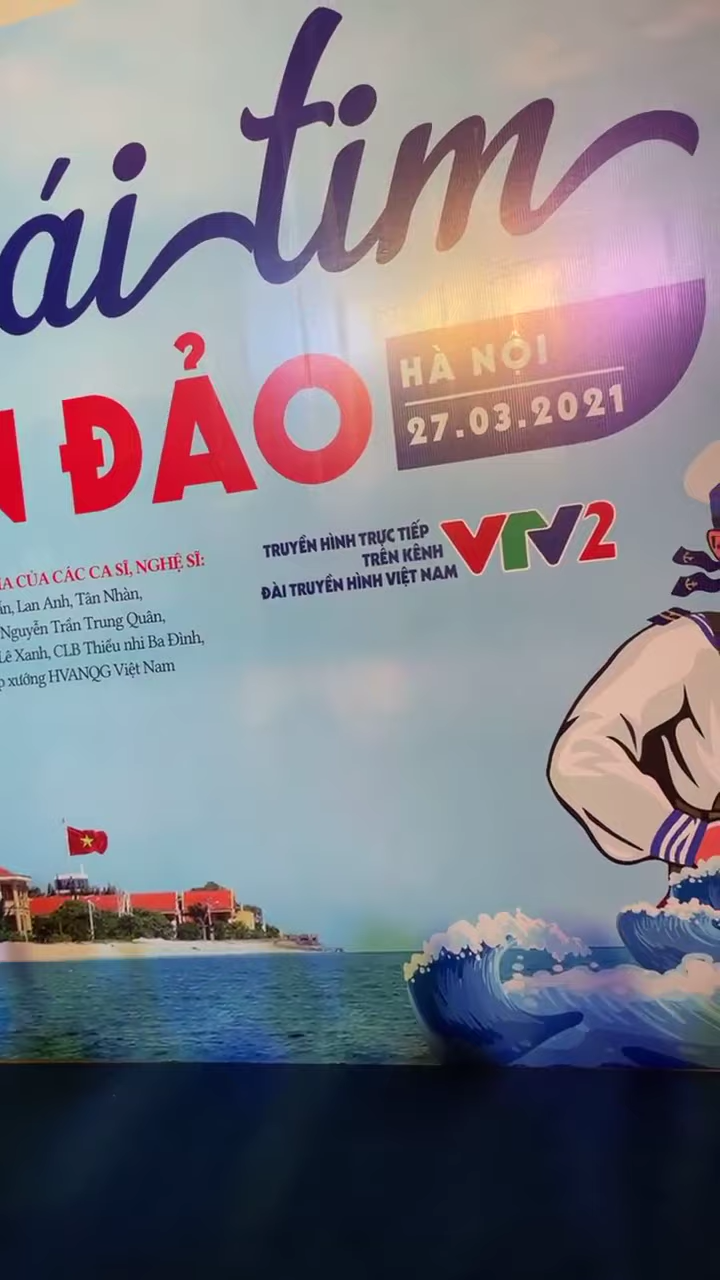 ái tim
ĐẢO
HÀ NỘI
27.03.2021
TRUYỀN HÌNH TRỰC TIẾP
TRÊN KÊNH
ĐÀI TRUYỀN HÌNH VIỆT NAM
VTV2
CỦA CÁC CA SĨ, NGHỆ SĨ:
Lan Anh, Tân Nhàn,
Nguyễn Trần Trung Quân,
Lê Xanh, CLB Thiếu nhi Ba Đình,
xướng HVANQG Việt Nam